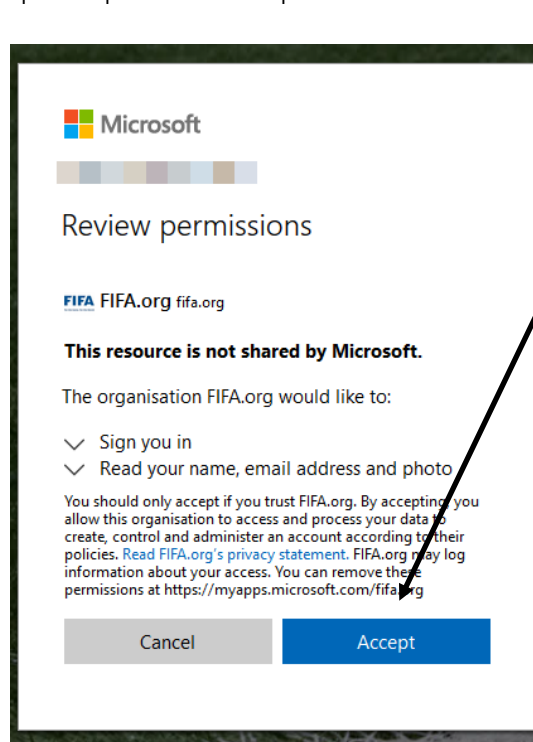 Microsoft
Review permissions
FIFA FIFA.org fifa.org
This resource is not shared by Microsoft.
The organisation FIFA.org would like to:
Sign you in
Read your name, email address and photo
You should only accept if you trust FIFA.org. By accepting, you
allow this organisation to access and process your data to
create, control and administer an account according to their
policies. Read FIFA.org's privacy statement. FIFA.org may log
information about your access. You can remove these
permissions at https://myapps.microsoft.com/fifa.org
Cancel
Accept